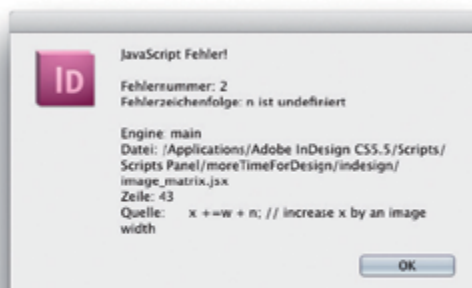 Id
JavaScript Fehler!
Fehlernummer: 2
Fehlerzeichenfolge: n ist undefiniert
Engine: main
Datei: /Applications/Adobe InDesign CS5.5/Scripts/
Scripts Panel/moreTimeForDesign/indesign/
image_matrix.jsx
Zeile: 43
Quelle: x +=w + n; // increase x by an image
width
OK